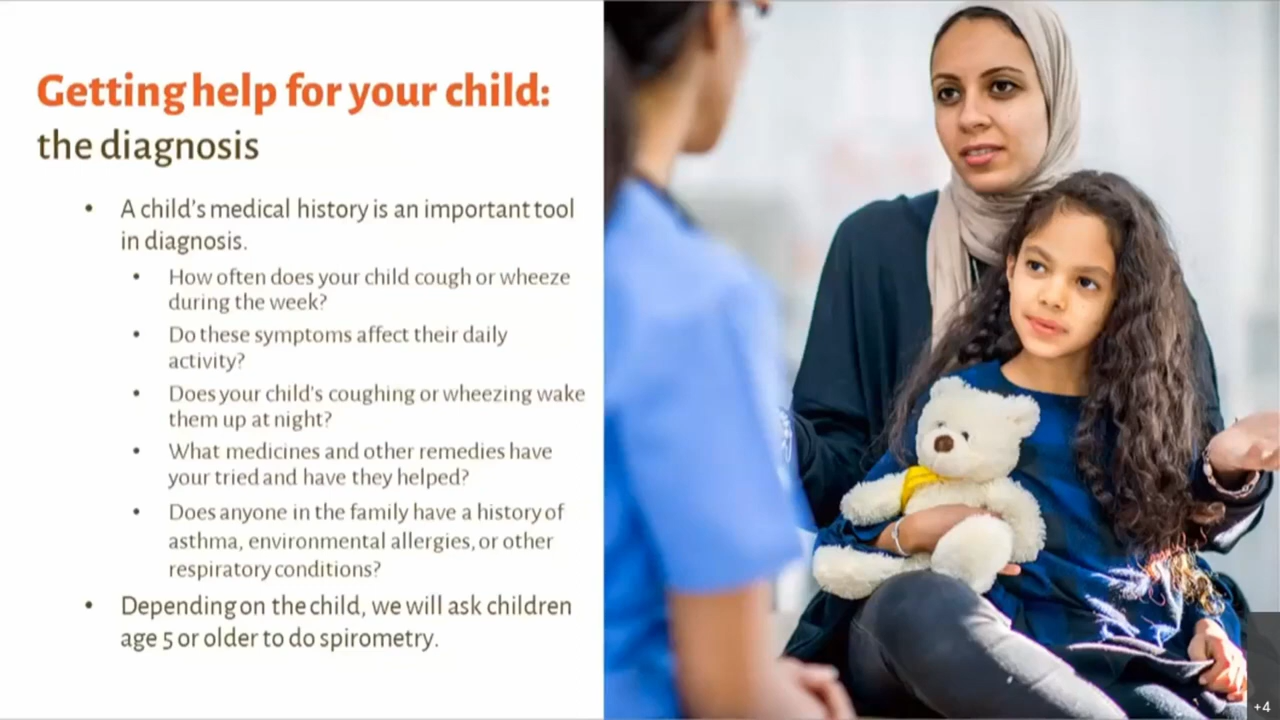 Getting help for your child:
the diagnosis
• A child's medical history is an important tool
in diagnosis.
• How often does your child cough or wheeze
during the week?
• Do these symptoms affect their daily
activity?
• Does your child's coughing or wheezing wake
them up at night?
• What medicines and other remedies have
your tried and have they helped?
• Does anyone in the family have a history of
asthma, environmental allergies, or other
respiratory conditions?
• Depending on the child, we will ask children
age 5 or older to do spirometry.
+4